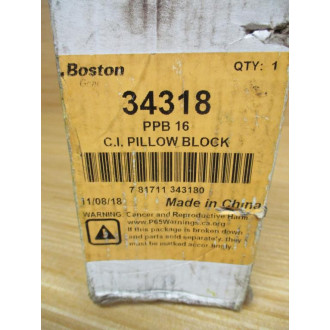 Boston
Gear
QTY: 1
34318
PPB 16
C.I. PILLOW BLOCK
7 81711 343180
11/08/18
Made in China
WARNING: Cancer and Reproductive Harm
www.P65Warnings.ca.gov
If this package is broken down
and parts sold separately, they
must be marked accordingly.